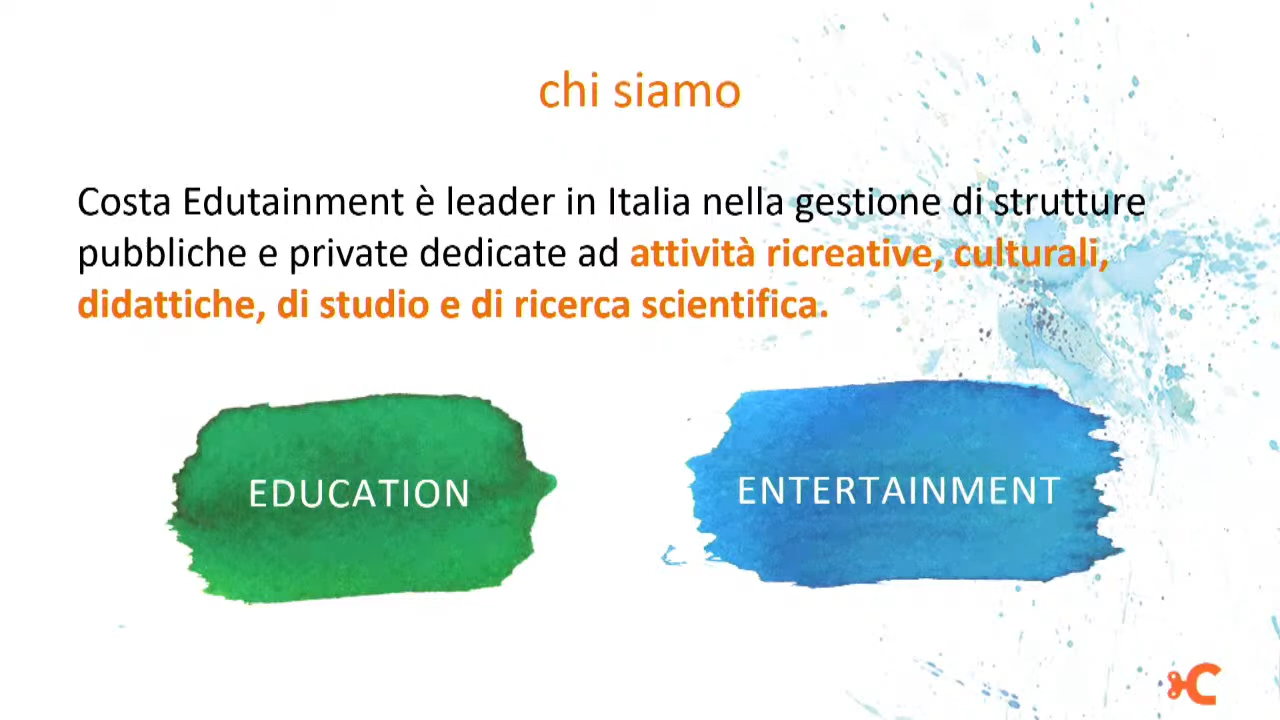 chi siamo
Costa Edutainment è leader in Italia nella gestione di strutture
pubbliche e private dedicate ad attività ricreative, culturali,
didattiche, di studio e di ricerca scientifica.
EDUCATION
ENTERTAINMENT